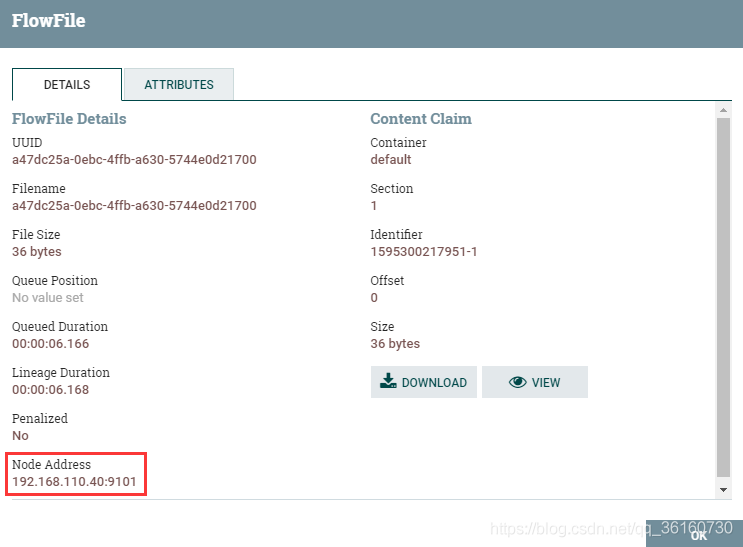 FlowFile
DETAILS
ATTRIBUTES
FlowFile Details
UUID
a47dc25a-0ebc-4ffb-a630-5744e0d21700
Filename
a47dc25a-0ebc-4ffb-a630-5744e0d21700
File Size
36 bytes
Queue Position
No value set
Queued Duration
00:00:06.166
Lineage Duration
00:00:06.168
Penalized
No
Node Address
192.168.110.40:9101
Content Claim
Container
default
Section
1
Identifier
1595300217951-1
Offset
0
Size
36 bytes
DOWNLOAD
VIEW
https://blog.csdn.net/qq_36160730
OK